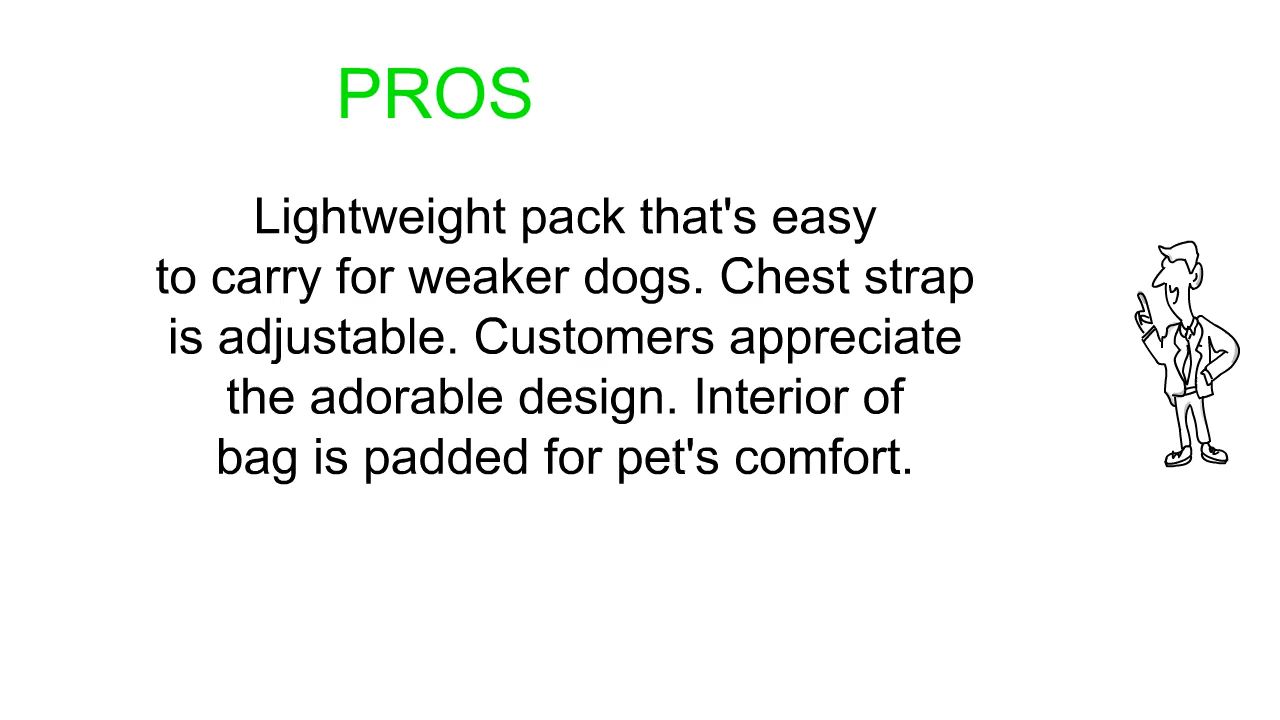 PROS
Lightweight pack that's easy
to carry for weaker dogs. Chest strap
is adjustable. Customers appreciate
the adorable design. Interior of
bag is padded for pet's comfort.